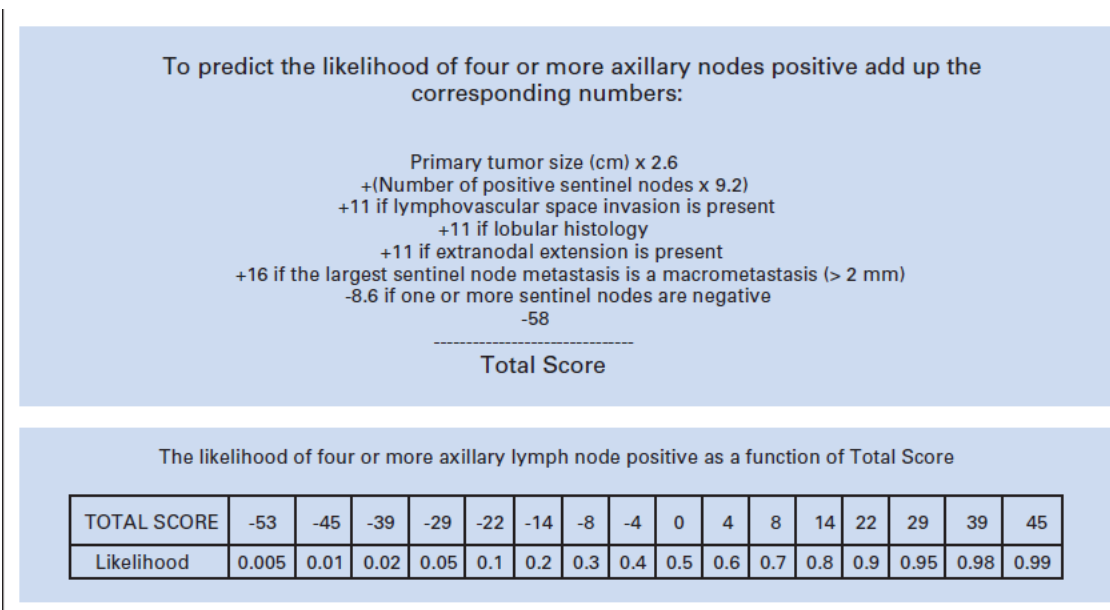 To predict the likelihood of four or more axillary nodes positive add up the
corresponding numbers:
Primary tumor size (cm) x 2.6
+(Number of positive sentinel nodes x 9.2)
+11 if lymphovascular space invasion is present
+11 if lobular histology
+11 if extranodal extension is present
+16 if the largest sentinel node metastasis is a macrometastasis (> 2 mm)
-8.6 if one or more sentinel nodes are negative
-58
--------------------------------
Total Score
The likelihood of four or more axillary lymph node positive as a function of Total Score
TOTAL SCORE -53 -45 -39 -29 -22 -14 -8 -4 0 4 8 14 22 29 39 45
Likelihood 0.005 0.01 0.02 0.05 0.1 0.2 0.3 0.4 0.5 0.6 0.7 0.8 0.9 0.95 0.98 0.99